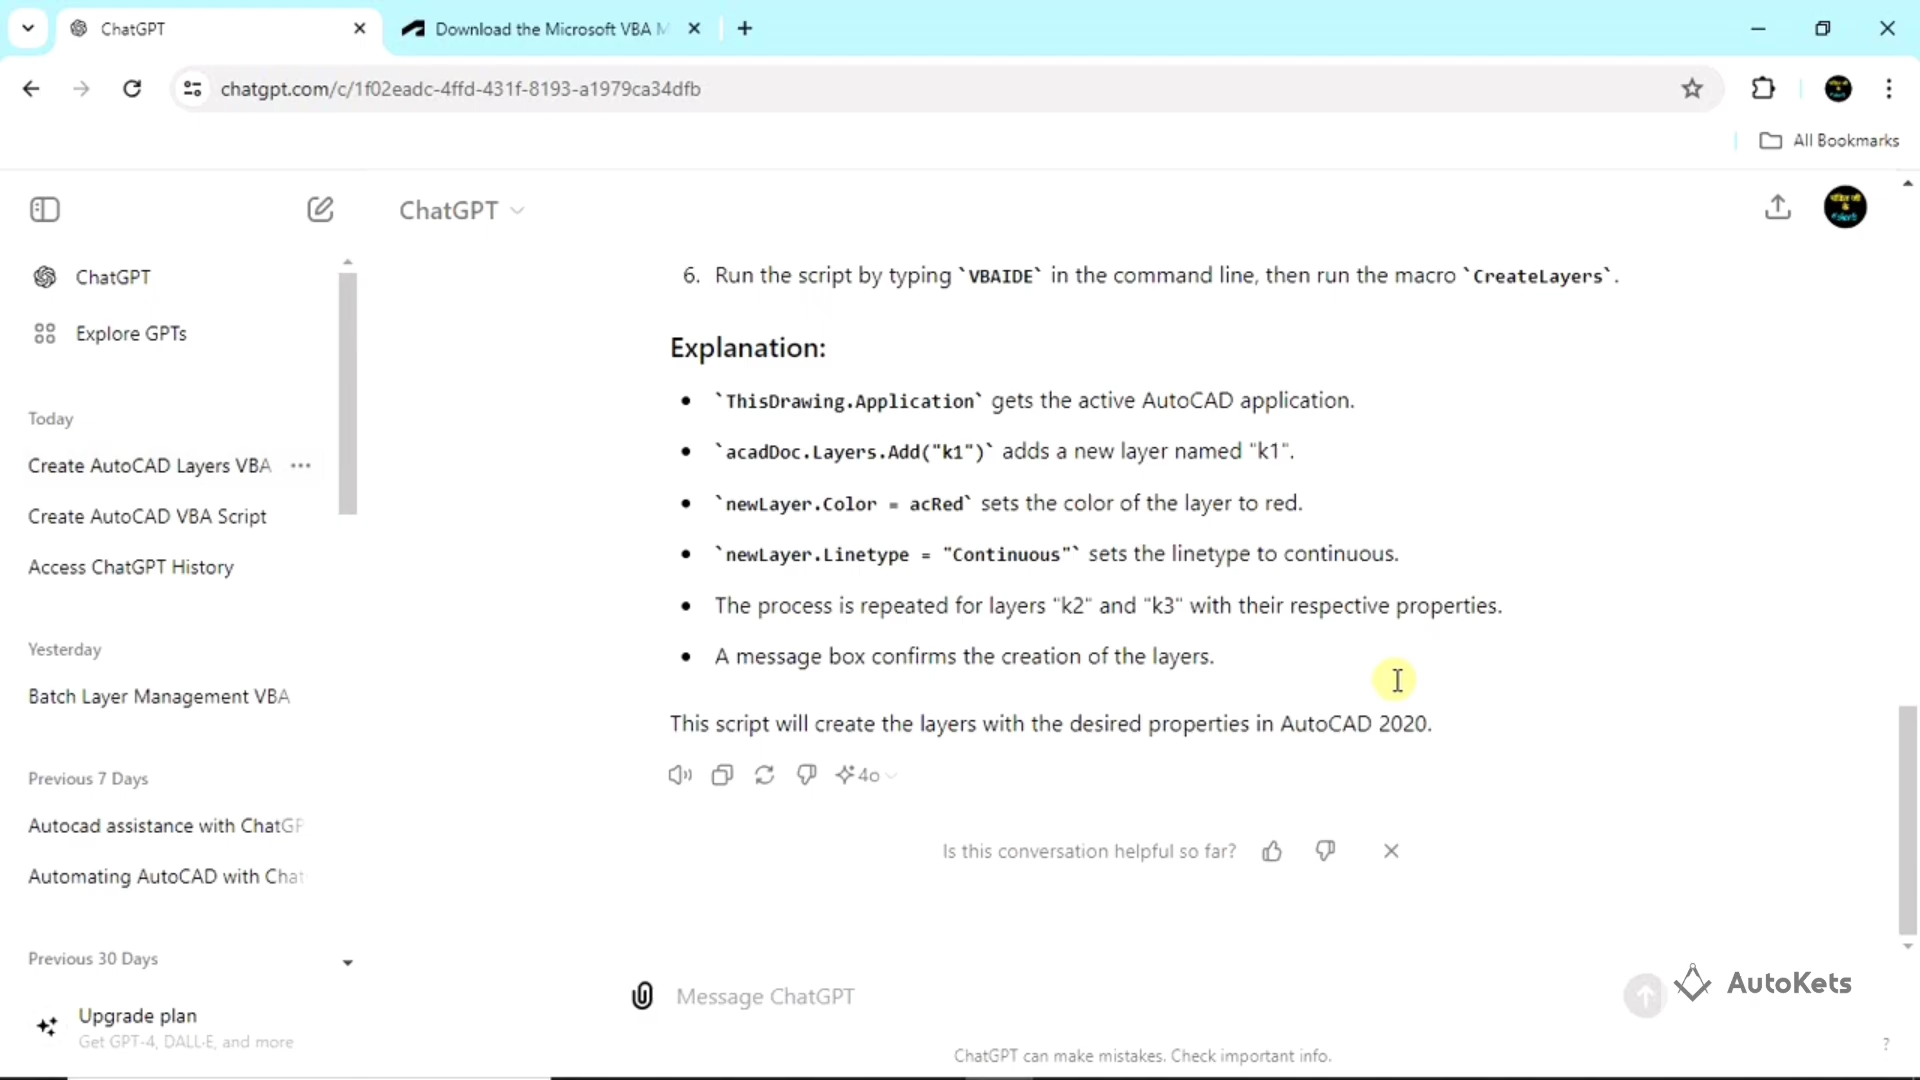 ChatGPT
Download the Microsoft VBA M
chatgpt.com/c/1f02eadc-4ffd-431f-8193-a1979ca34dfb
All Bookmarks
ChatGPT
ChatGPT
Explore GPTs
Today
Create AutoCAD Layers VBA
Create AutoCAD VBA Script
Access ChatGPT History
Yesterday
Batch Layer Management VBA
Previous 7 Days
Autocad assistance with ChatGP
Automating AutoCAD with Chat
Previous 30 Days
Upgrade plan
Get GPT-4, DALL·E, and more
6. Run the script by typing `VBAIDE` in the command line, then run the macro `CreateLayers`.
Explanation:
• `ThisDrawing.Application` gets the active AutoCAD application.
• `acadDoc.Layers.Add("k1")` adds a new layer named "k1".
• `newLayer.Color = acRed` sets the color of the layer to red.
• `newLayer.Linetype = "Continuous"` sets the linetype to continuous.
• The process is repeated for layers "k2" and "k3" with their respective properties.
• A message box confirms the creation of the layers.
This script will create the layers with the desired properties in AutoCAD 2020.
4o
Is this conversation helpful so far?
Message ChatGPT
AutoKets
ChatGPT can make mistakes. Check important info.
?